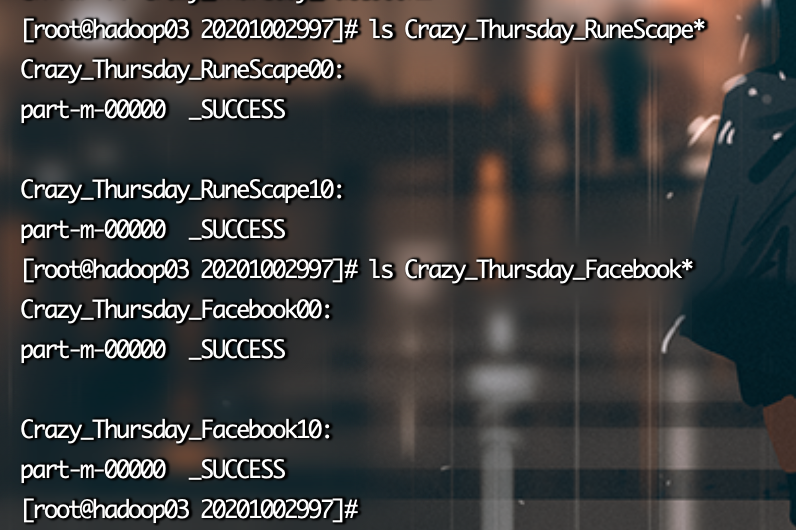 [root@hadoop03 20201002997]# ls Crazy_Thursday_RuneScape*
Crazy_Thursday_RuneScape00:
part-m-00000  _SUCCESS
Crazy_Thursday_RuneScape10:
part-m-00000  _SUCCESS
[root@hadoop03 20201002997]# ls Crazy_Thursday_Facebook*
Crazy_Thursday_Facebook00:
part-m-00000  _SUCCESS
Crazy_Thursday_Facebook10:
part-m-00000  _SUCCESS
[root@hadoop03 20201002997]#